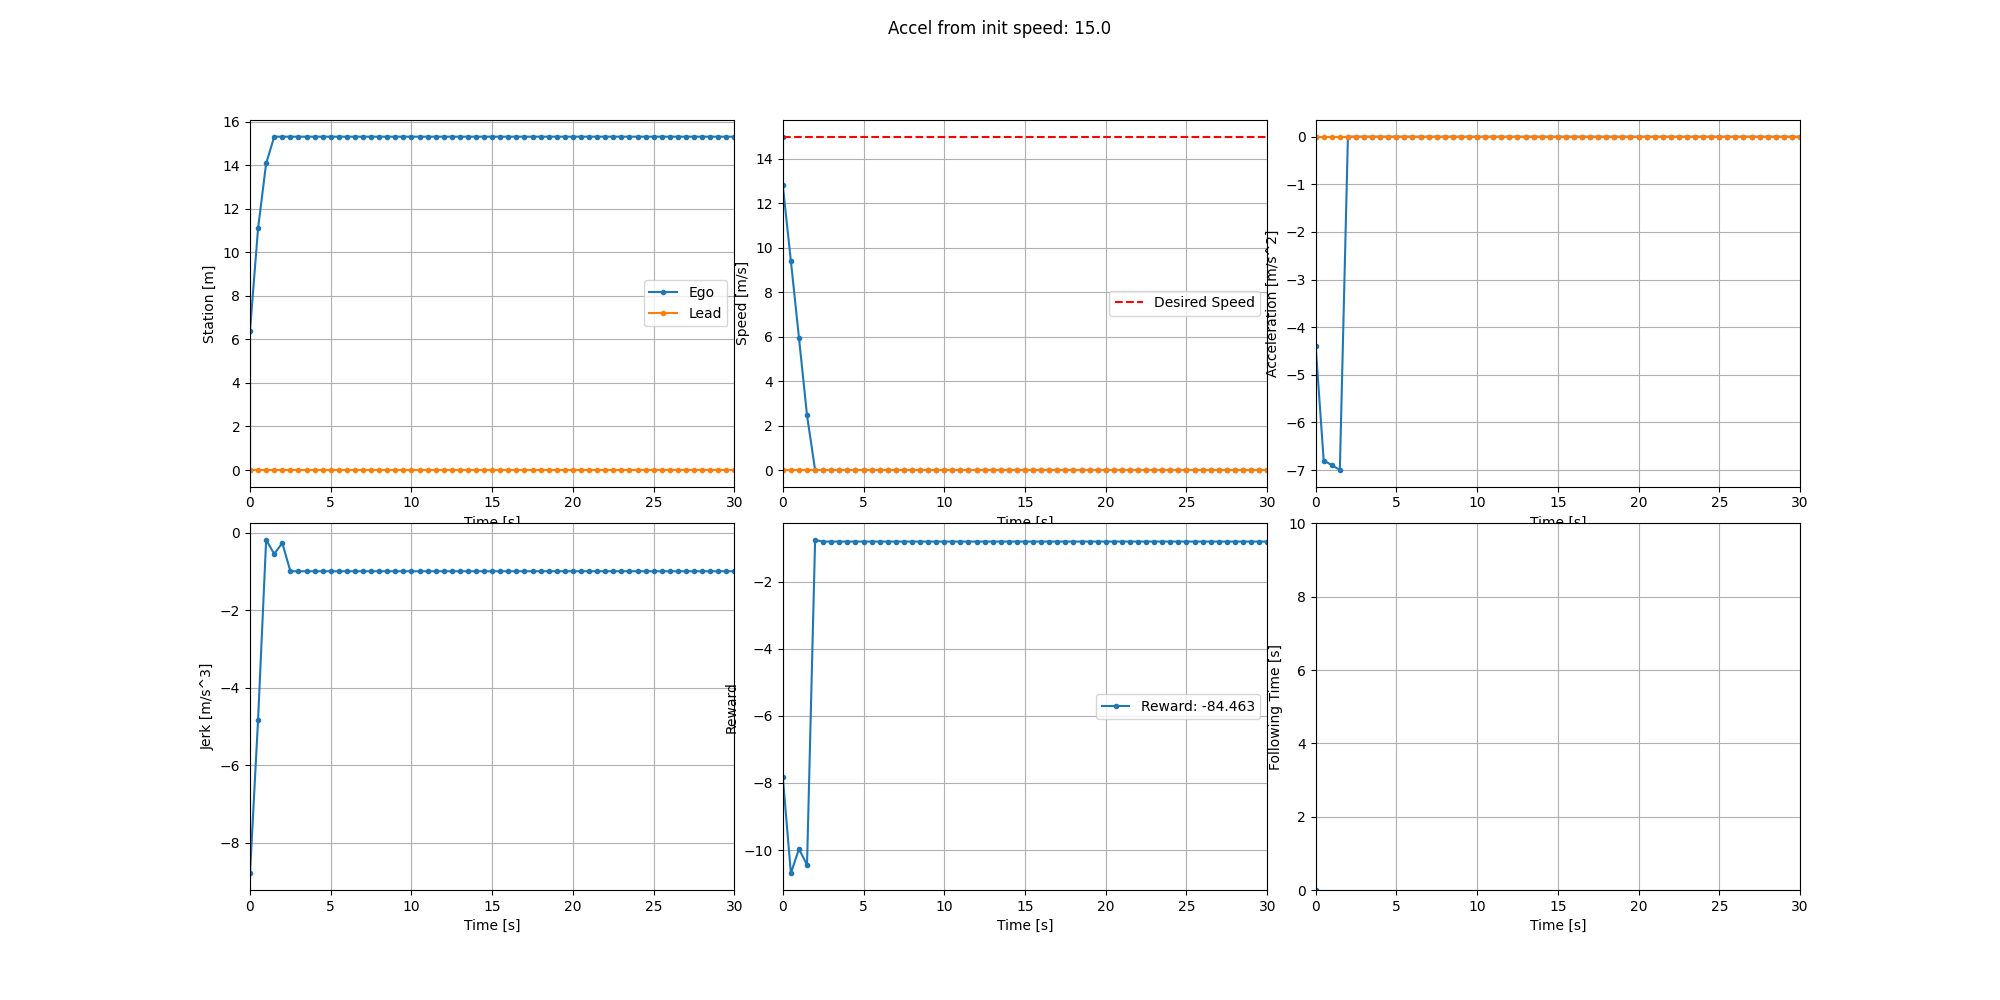 Accel from init speed: 15.0
Station [m]
16
14
12
10
8
6
4
2
0
Ego
Lead
0 5 10 15 20 25 30
Time [s]
Speed [m/s]
14
12
10
8
6
4
2
0
Desired Speed
0 5 10 15 20 25 30
Time [s]
Acceleration [m/s^2]
0
−1
−2
−3
−4
−5
−6
−7
0 5 10 15 20 25 30
Time [s]
Jerk [m/s^3]
0
−2
−4
−6
−8
0 5 10 15 20 25 30
Time [s]
Reward
−2
−4
−6
−8
−10
Reward: -84.463
0 5 10 15 20 25 30
Time [s]
Following Time [s]
10
8
6
4
2
0
0 5 10 15 20 25 30
Time [s]